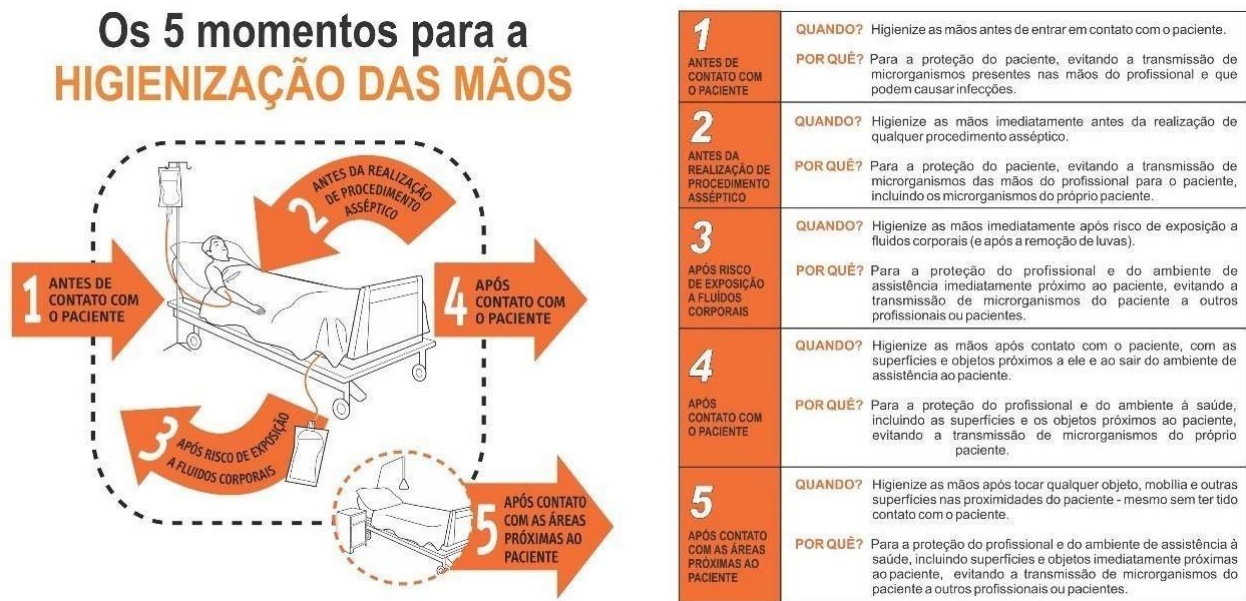 Os 5 momentos para a
HIGIENIZAÇÃO DAS MÃOS
1
ANTES DE
CONTATO COM
O PACIENTE
2
ANTES DA REALIZAÇÃO
DE PROCEDIMENTO
ASSÉPTICO
3
APÓS RISCO DE EXPOSIÇÃO
A FLUIDOS CORPORAIS
4
APÓS
CONTATO COM
O PACIENTE
5
APÓS CONTATO
COM AS ÁREAS
PRÓXIMAS AO
PACIENTE
1
ANTES DE
CONTATO COM
O PACIENTE
QUANDO? Higienize as mãos antes de entrar em contato com o paciente.
POR QUÊ? Para a proteção do paciente, evitando a transmissão de
microrganismos presentes nas mãos do profissional e que
podem causar infecções.
2
ANTES DA
REALIZAÇÃO DE
PROCEDIMENTO
ASSÉPTICO
QUANDO? Higienize as mãos imediatamente antes da realização de
qualquer procedimento asséptico.
POR QUÊ? Para a proteção do paciente, evitando a transmissão de
microrganismos das mãos do profissional para o paciente,
incluindo os microrganismos do próprio paciente.
3
APÓS RISCO
DE EXPOSIÇÃO
A FLUÍDOS
CORPORAIS
QUANDO? Higienize as mãos imediatamente após risco de exposição a
fluidos corporais (e após a remoção de luvas).
POR QUÊ? Para a proteção do profissional e do ambiente de
assistência imediatamente próximo ao paciente, evitando a
transmissão de microrganismos do paciente a outros
profissionais ou pacientes.
4
APÓS
CONTATO COM
O PACIENTE
QUANDO? Higienize as mãos após contato com o paciente, com as
superfícies e objetos próximos a ele e ao sair do ambiente de
assistência ao paciente.
POR QUÊ? Para a proteção do profissional e do ambiente à saúde,
incluindo as superfícies e os objetos próximos ao paciente,
evitando a transmissão de microrganismos do próprio
paciente.
5
APÓS CONTATO
COM AS ÁREAS
PRÓXIMAS AO
PACIENTE
QUANDO? Higienize as mãos após tocar qualquer objeto, mobília e outras
superfícies nas proximidades do paciente - mesmo sem ter tido
contato com o paciente.
POR QUÊ? Para a proteção do profissional e do ambiente de assistência à
saúde, incluindo superfícies e objetos imediatamente próximas
ao paciente, evitando a transmissão de microrganismos do
paciente a outros profissionais ou pacientes.